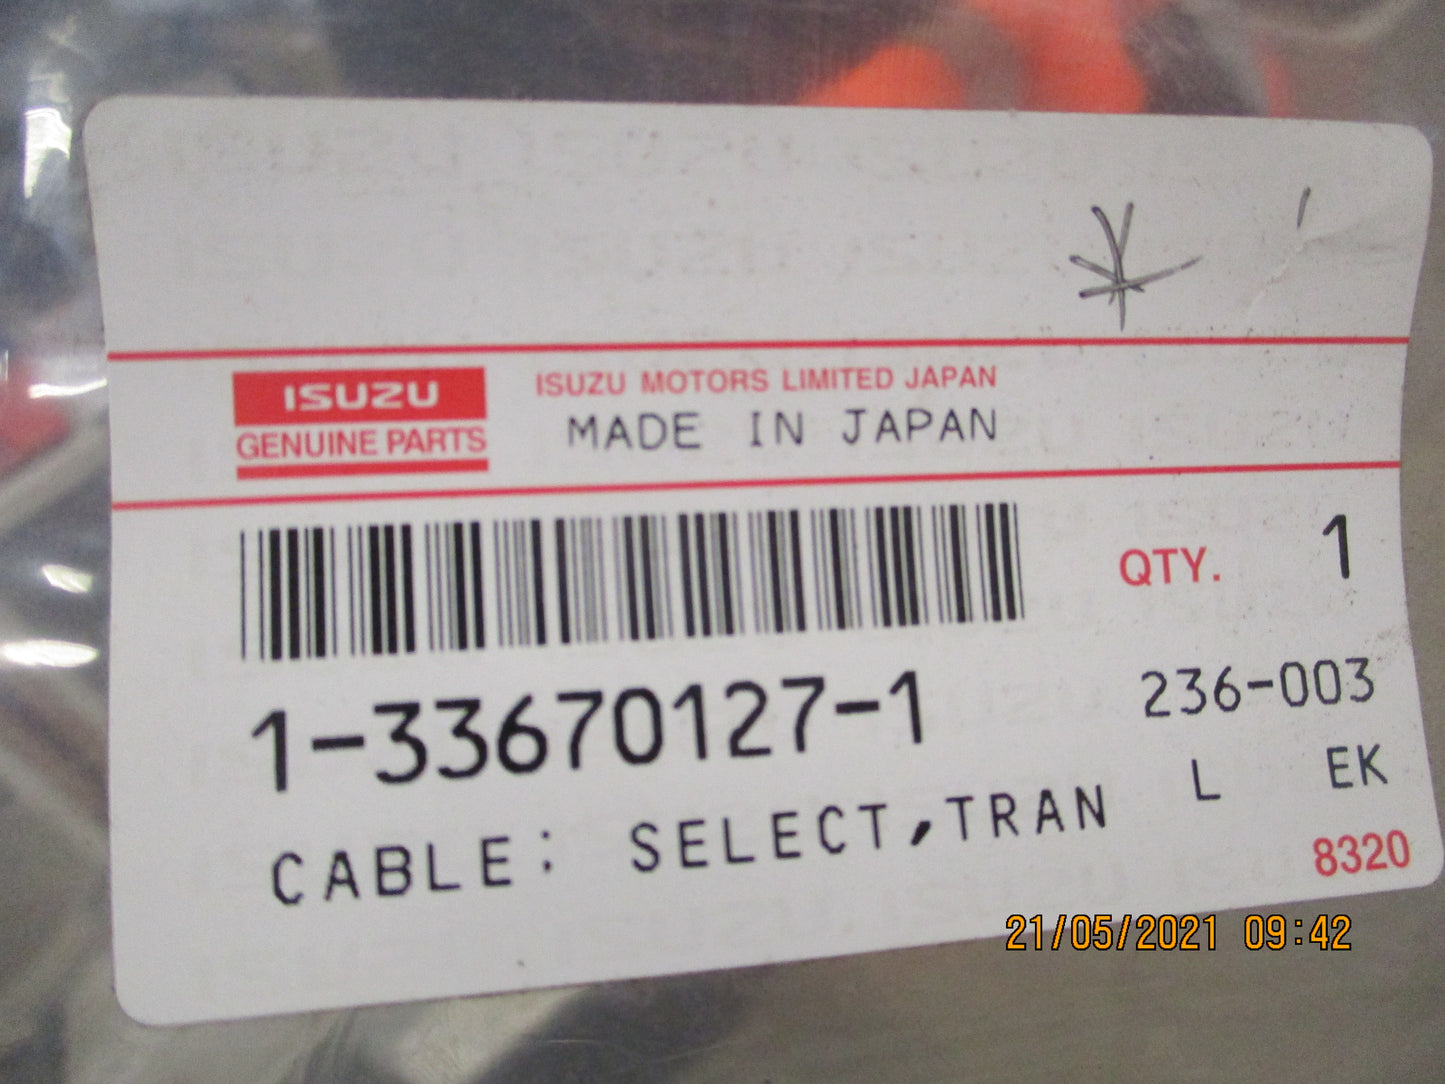 ISUZU
GENUINE PARTS
ISUZU MOTORS LIMITED JAPAN
MADE IN JAPAN
QTY. 1
1-33670127-1
236-003
CABLE: SELECT,TRAN
L EK
8320
21/05/2021 09:42